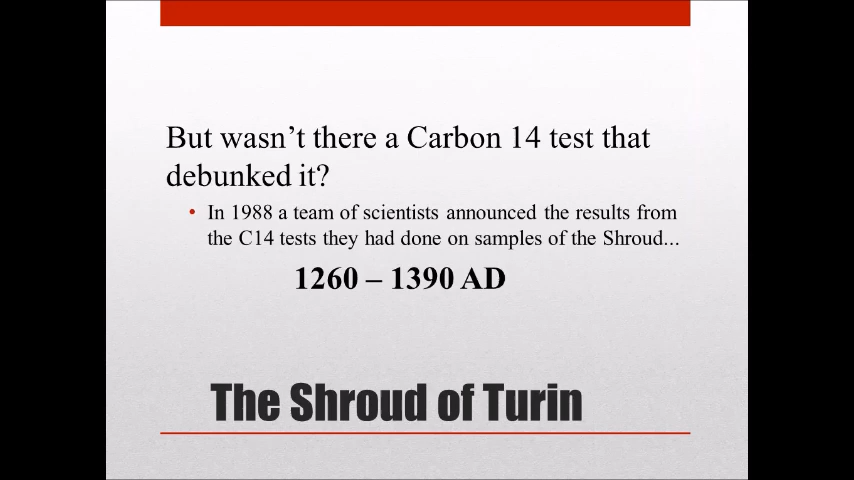 But wasn’t there a Carbon 14 test that
debunked it?
• In 1988 a team of scientists announced the results from
the C14 tests they had done on samples of the Shroud...
1260 – 1390 AD
The Shroud of Turin